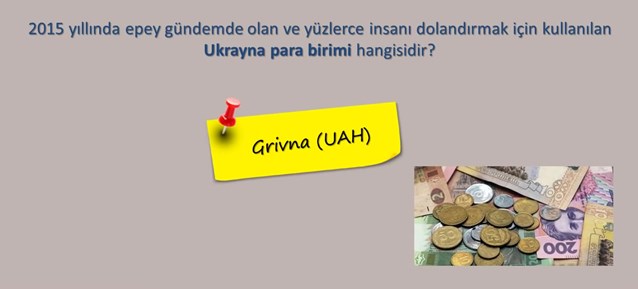 2015 yıllında epey gündemde olan ve yüzlerce insanı dolandırmak için kullanılan
Ukrayna para birimi hangisidir?
Grivna (UAH)
200